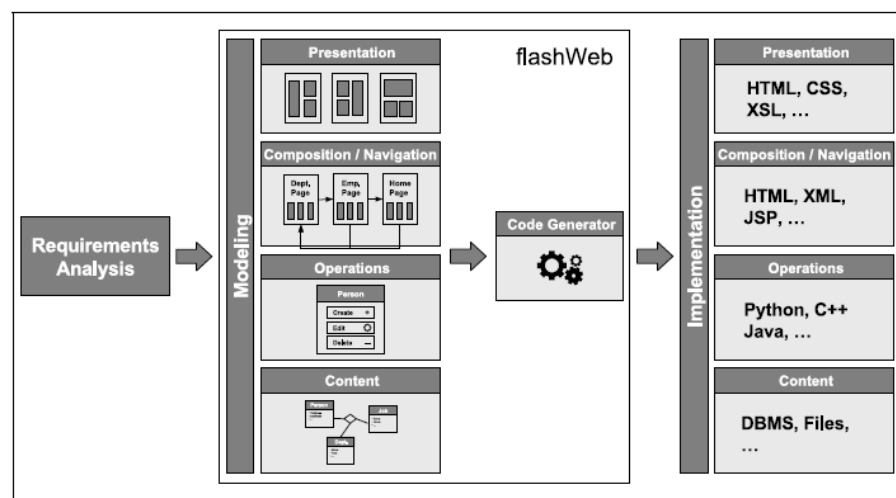 flashWeb
Requirements
Analysis
Modeling
Presentation
Composition / Navigation
Dept.
Page
Emp.
Page
Home
Page
Operations
Person
Create +
Edit
Delete –
Content
Person
Job
Dept.
Code Generator
Implementation
Presentation
HTML, CSS,
XSL, ...
Composition / Navigation
HTML, XML,
JSP, ...
Operations
Python, C++
Java, ...
Content
DBMS, Files,
...